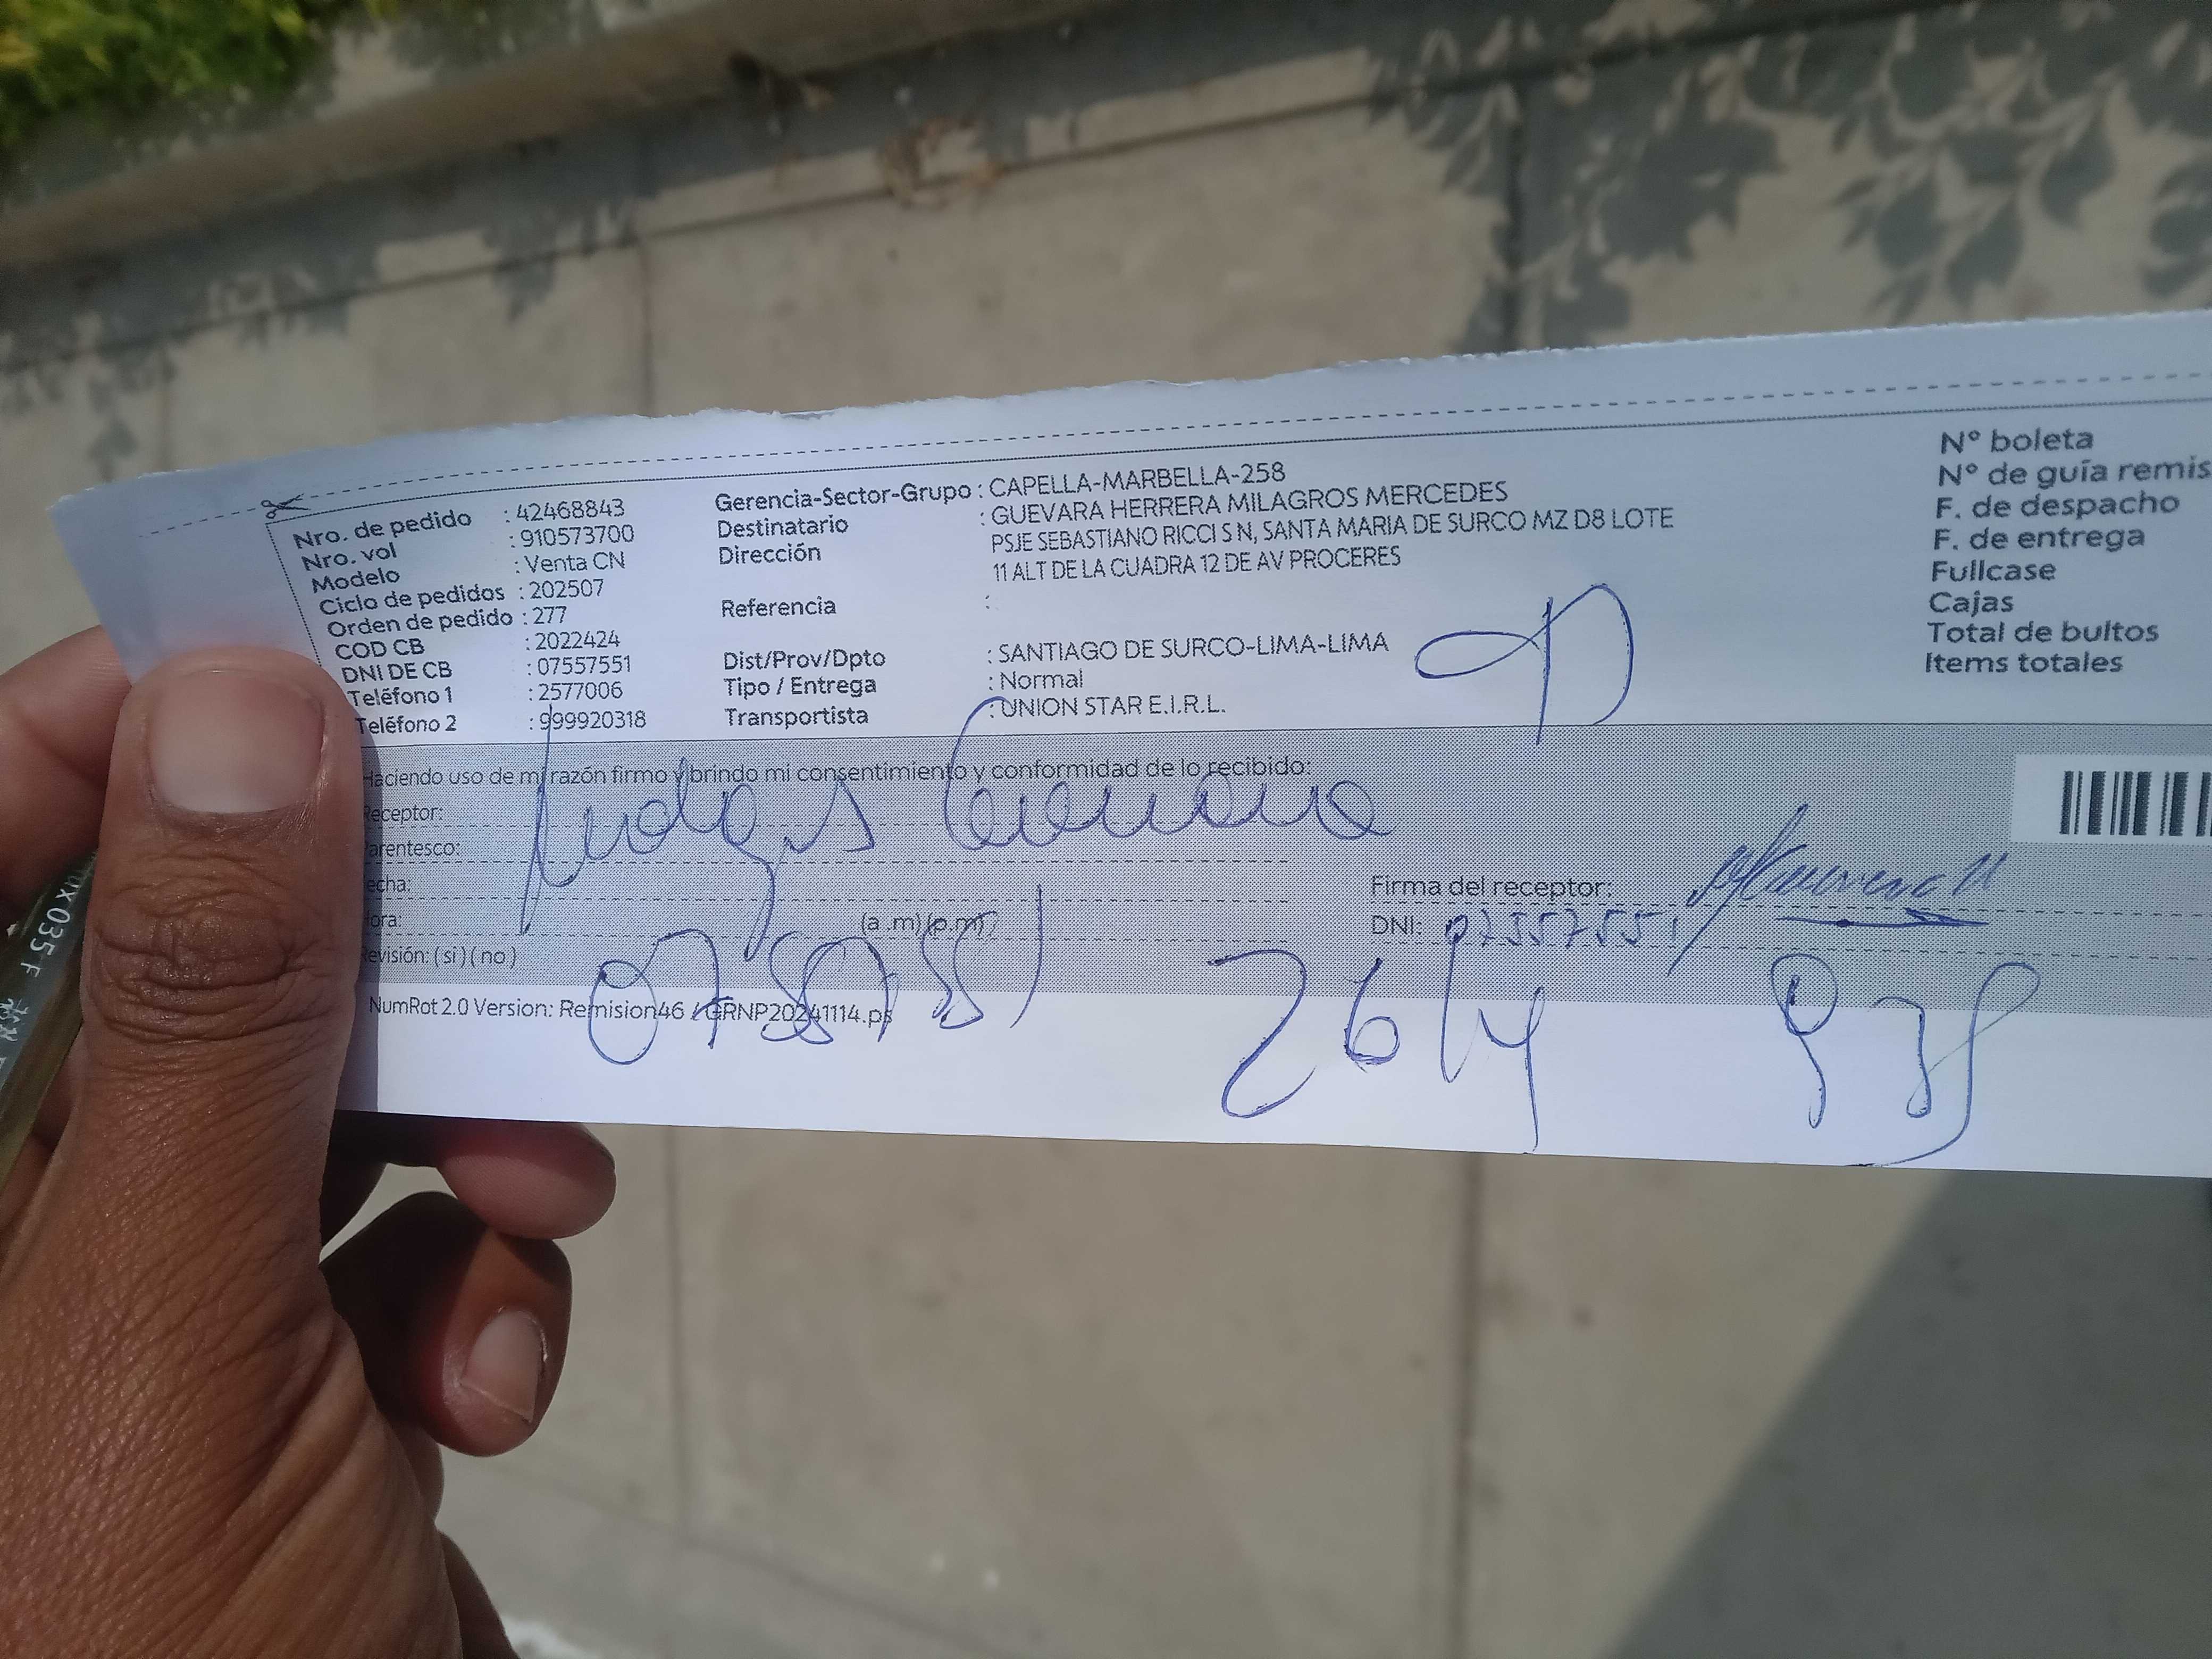 Nro. de pedido : 42468843
Nro. vol : 910573700
Modelo : Venta CN
Ciclo de pedidos : 202507
Orden de pedido : 277
COD CB : 2022424
DNI DE CB : 07557551
Teléfono 1 : 2577006
Teléfono 2 : 999920318
Gerencia-Sector-Grupo : CAPELLA-MARBELLA-258
Destinatario : GUEVARA HERRERA MILAGROS MERCEDES
Dirección PSJE SEBASTIANO RICCI S N, SANTA MARIA DE SURCO MZ D8 LOTE
11 ALT DE LA CUADRA 12 DE AV PROCERES
Referencia :
Dist/Prov/Dpto : SANTIAGO DE SURCO-LIMA-LIMA
Tipo / Entrega : Normal
Transportista : UNION STAR E.I.R.L.
N° boleta
N° de guía remis
F. de despacho
F. de entrega
Fullcase
Cajas
Total de bultos
Items totales
Haciendo uso de mi razón firmo y brindo mi consentimiento y conformidad de lo recibido:
Receptor:
Parentesco:
Fecha:
Hora: (a .m) (p.m)
Revisión: ( si ) ( no )
Firma del receptor:
DNI: 07557551
07557551
26/4
NumRot 2.0 Version: Remision46 / GRNP20241114.ps
035 F